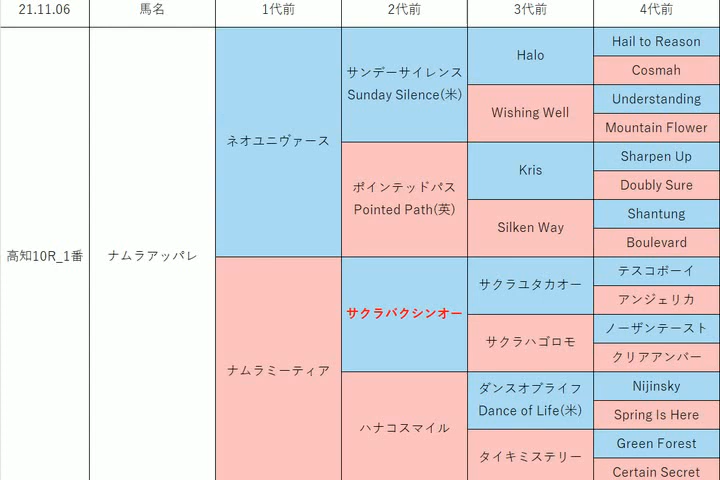 21.11.06 馬名 1代前 2代前 3代前 4代前
高知10R_1番
ナムラアッパレ
ネオユニヴァース
サンデーサイレンス
Sunday Silence(米)
Halo
Hail to Reason
Cosmah
Wishing Well
Understanding
Mountain Flower
ポインテッドパス
Pointed Path(英)
Kris
Sharpen Up
Doubly Sure
Silken Way
Shantung
Boulevard
ナムラミーティア
サクラバクシンオー
サクラユタカオー
テスコボーイ
アンジェリカ
サクラハゴロモ
ノーザンテースト
クリアアンバー
ハナコスマイル
ダンスオブライフ
Dance of Life(米)
Nijinsky
Spring Is Here
タイキミステリー
Green Forest
Certain Secret